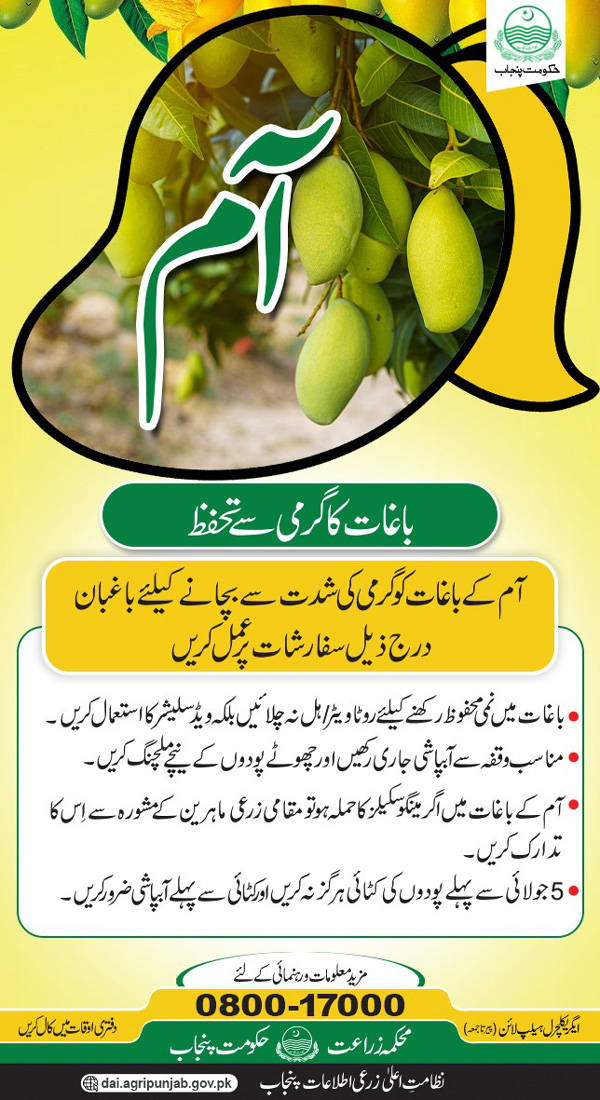 حکومت پنجاب
آم
باغات کا گرمی سے تحفظ
آم کے باغات کو گرمی کی شدت سے بچانے کیلئے باغبان
درج ذیل سفارشات پر عمل کریں
• باغات میں نمی محفوظ رکھنے کیلئے روٹاویٹر/ہل نہ چلائیں بلکہ ویڈ سلیشر کا استعمال کریں۔
• مناسب وقفہ سے آبپاشی جاری رکھیں اور چھوٹے پودوں کے نیچے ملچنگ کریں۔
• آم کے باغات میں اگر مینگو سکیلز کا حملہ ہو تو مقامی زرعی ماہرین کے مشورہ سے اِس کا
تدارک کریں۔
• 5 جولائی سے پہلے پودوں کی کٹائی ہرگز نہ کریں اور کٹائی سے پہلے آبپاشی ضرور کریں۔
مزید معلومات و رہنمائی کے لئے
0800-17000
ایگریکلچرل ہیلپ لائن (پیر تا جمعہ) دفتری اوقات میں کال کریں
محکمہ زراعت حکومت پنجاب
نظامت اعلیٰ زرعی اطلاعات پنجاب dai.agripunjab.gov.pk